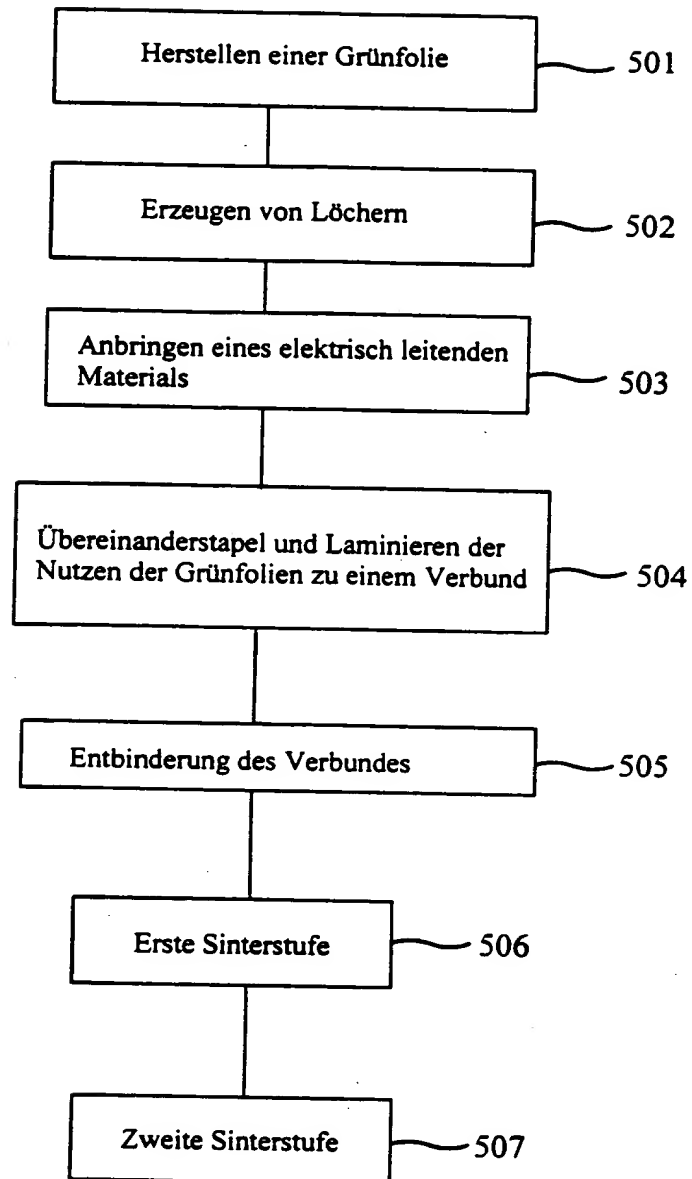 Herstellen einer Grünfolie
501
Erzeugen von Löchern
502
Anbringen eines elektrisch leitenden
Materials
503
Übereinanderstapel und Laminieren der
Nutzen der Grünfolien zu einem Verbund
504
Entbinderung des Verbundes
505
Erste Sinterstufe
506
Zweite Sinterstufe
507